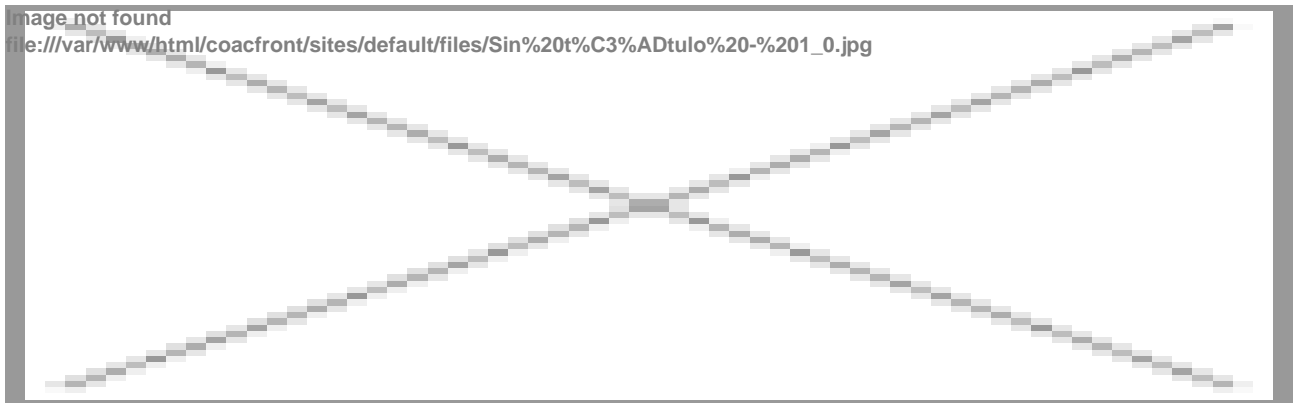 Image not found
file:///var/www/html/coacfront/sites/default/files/Sin%20t%C3%ADtulo%20-%201_0.jpg